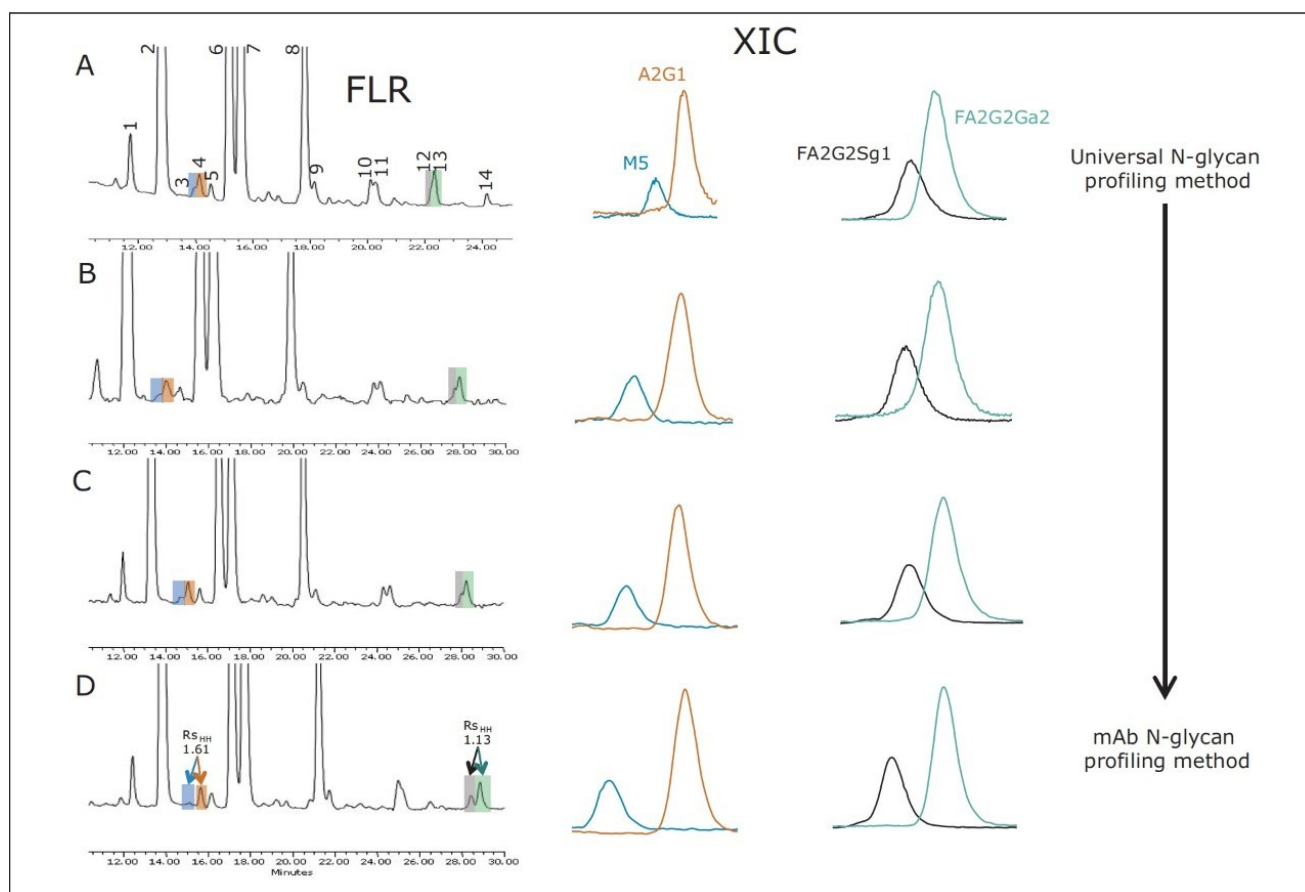 XIC
A
FLR
1
2
3
4
5
6
7
8
9
10
11
12
13
14
12.00 14.00 16.00 18.00 20.00 22.00 24.00
A2G1
M5
FA2G2Ga2
FA2G2Sg1
Universal N-glycan
profiling method
B
12.00 14.00 16.00 18.00 20.00 22.00 24.00 26.00 28.00 30.00
C
12.00 14.00 16.00 18.00 20.00 22.00 24.00 26.00 28.00 30.00
D
Rs HH
1.61
Rs HH
1.13
12.00 14.00 16.00 18.00 20.00 22.00 24.00 26.00 28.00 30.00
Minutes
mAb N-glycan
profiling method